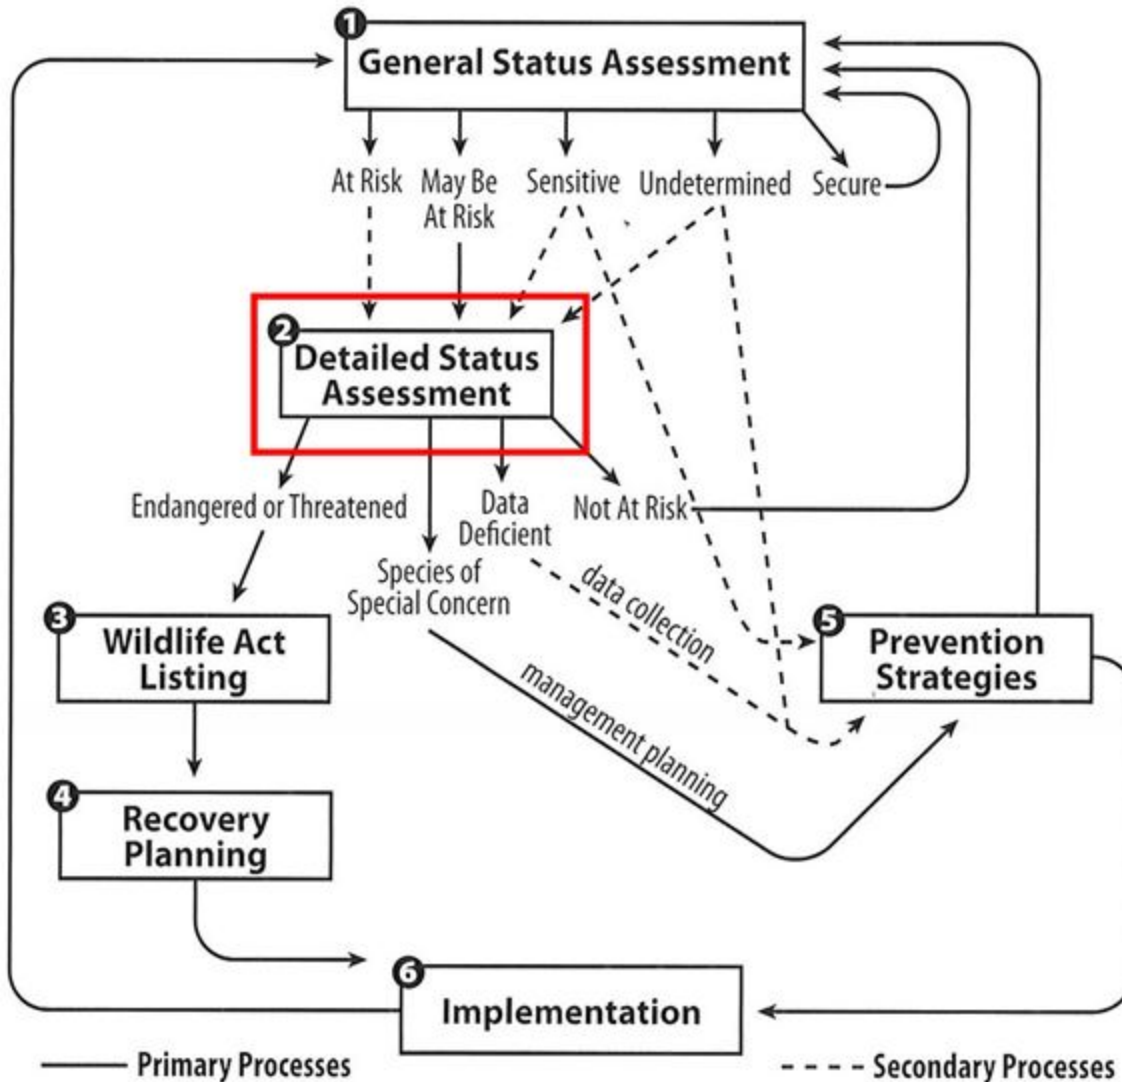 1
General Status Assessment
At Risk
May Be
At Risk
Sensitive
Undetermined
Secure
2
Detailed Status
Assessment
Endangered or Threatened
Species of
Special Concern
Data
Deficient
Not At Risk
data collection
management planning
3
Wildlife Act
Listing
5
Prevention
Strategies
4
Recovery
Planning
6
Implementation
Primary Processes
Secondary Processes